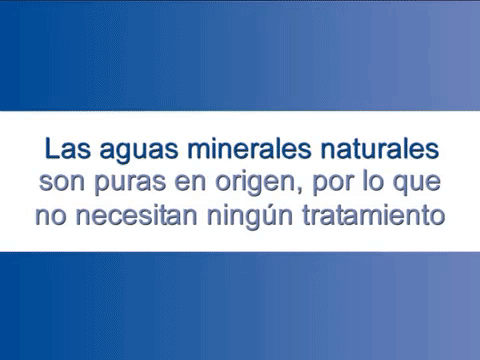 Las aguas minerales naturales
son puras en origen, por lo que
no necesitan ningún tratamiento